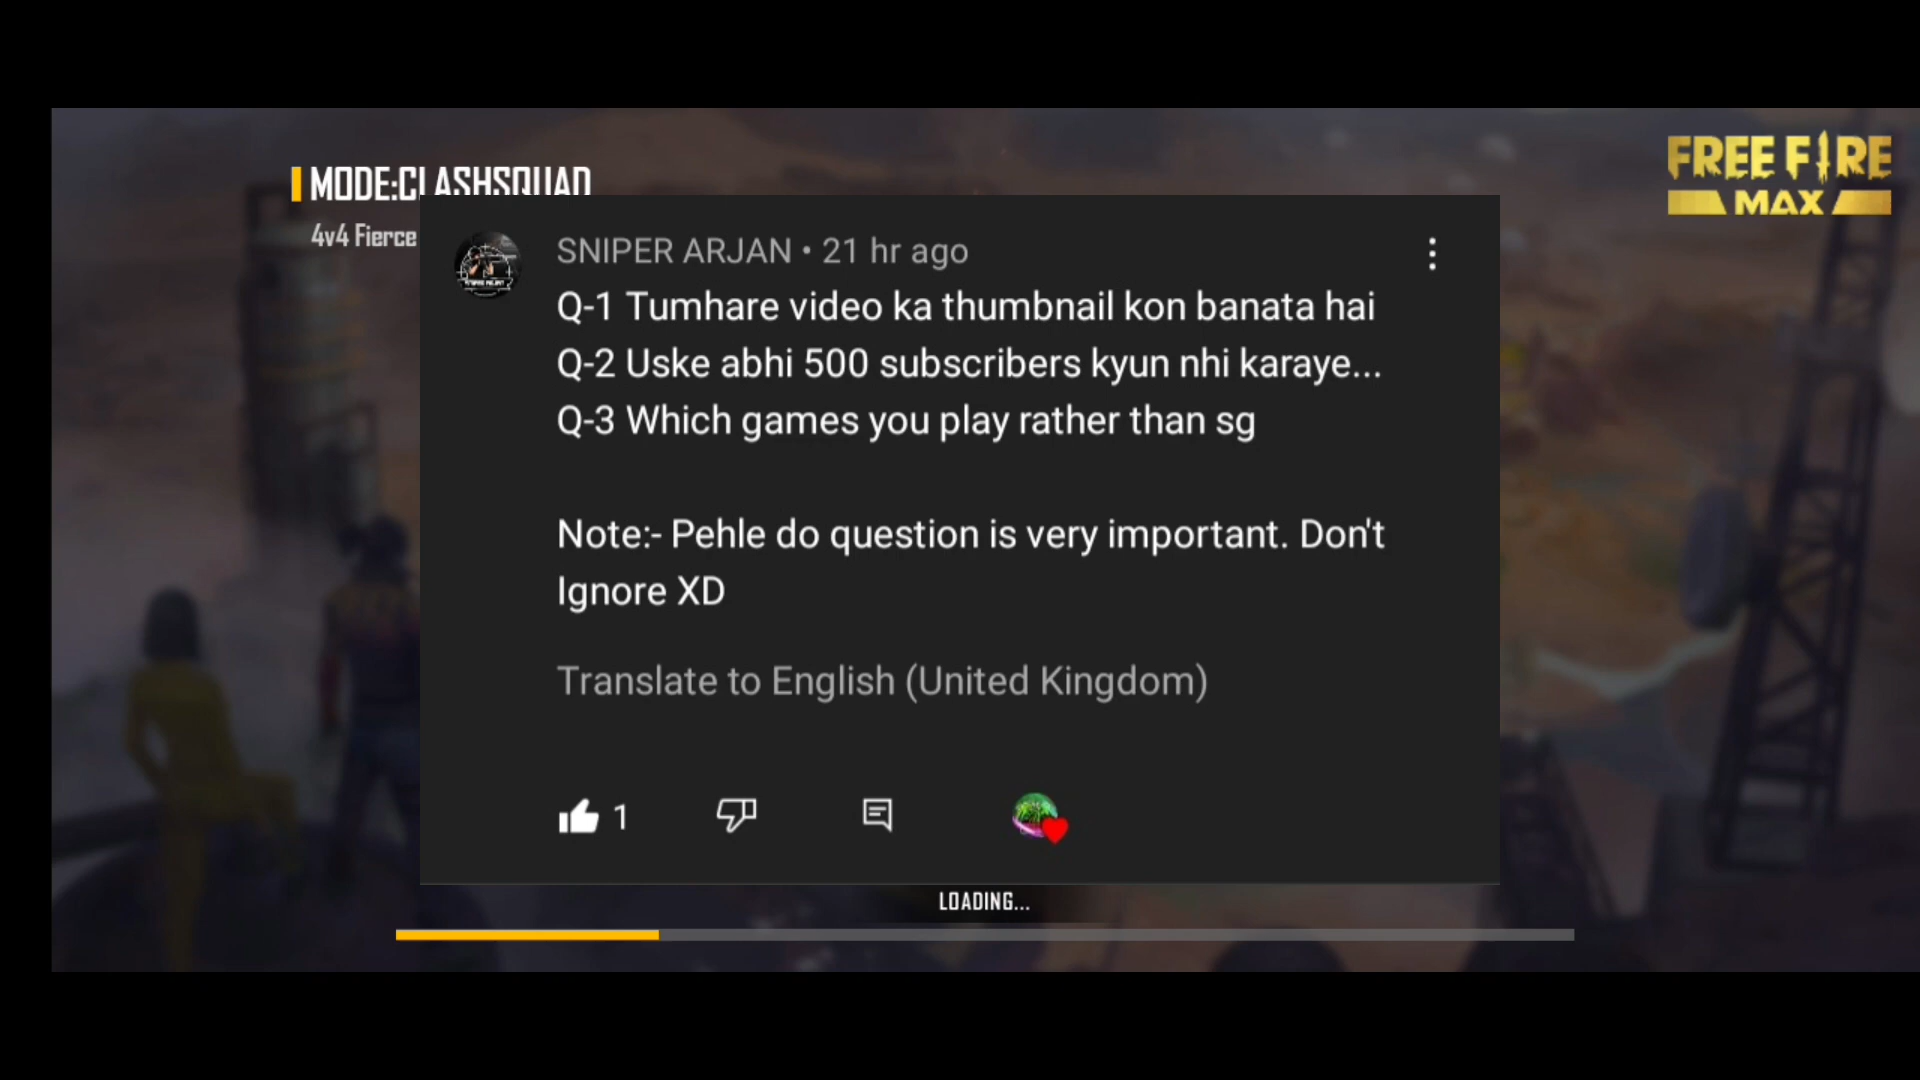 MODE:CLASHSQUAD
4v4 Fierce
FREE FIRE
MAX
SNIPER ARJAN • 21 hr ago
Q-1 Tumhare video ka thumbnail kon banata hai
Q-2 Uske abhi 500 subscribers kyun nhi karaye...
Q-3 Which games you play rather than sg
Note:- Pehle do question is very important. Don't
Ignore XD
Translate to English (United Kingdom)
1
LOADING...